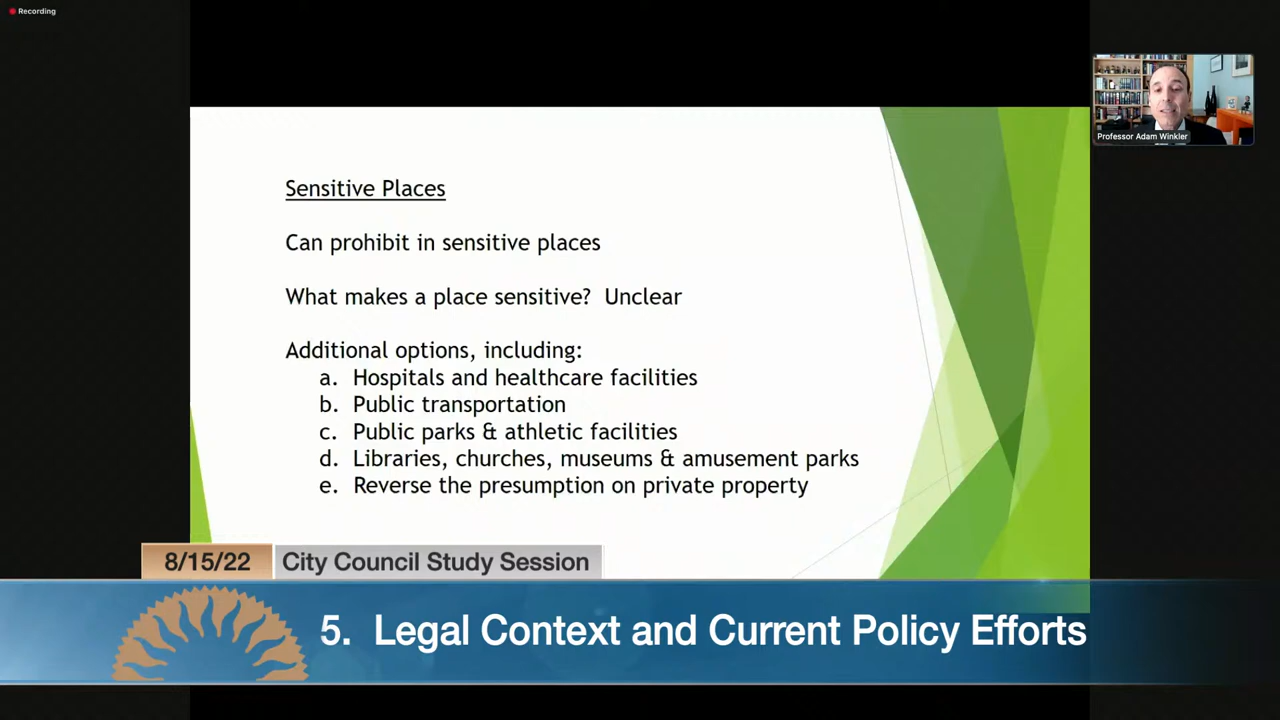 Recording
Professor Adam Winkler
Sensitive Places
Can prohibit in sensitive places
What makes a place sensitive? Unclear
Additional options, including:
a. Hospitals and healthcare facilities
b. Public transportation
c. Public parks & athletic facilities
d. Libraries, churches, museums & amusement parks
e. Reverse the presumption on private property
8/15/22 City Council Study Session
5. Legal Context and Current Policy Efforts